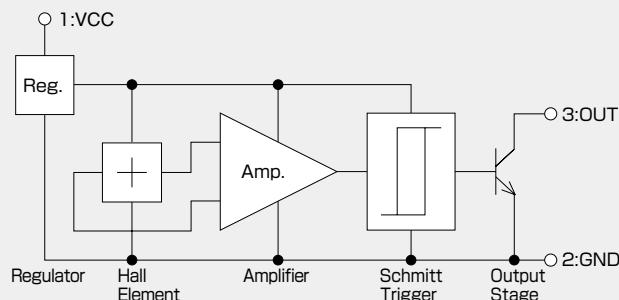 1:VCC
Reg.
3:OUT
Amp.
2:GND
Regulator
Hall
Element
Amplifier
Schmitt
Trigger
Output
Stage